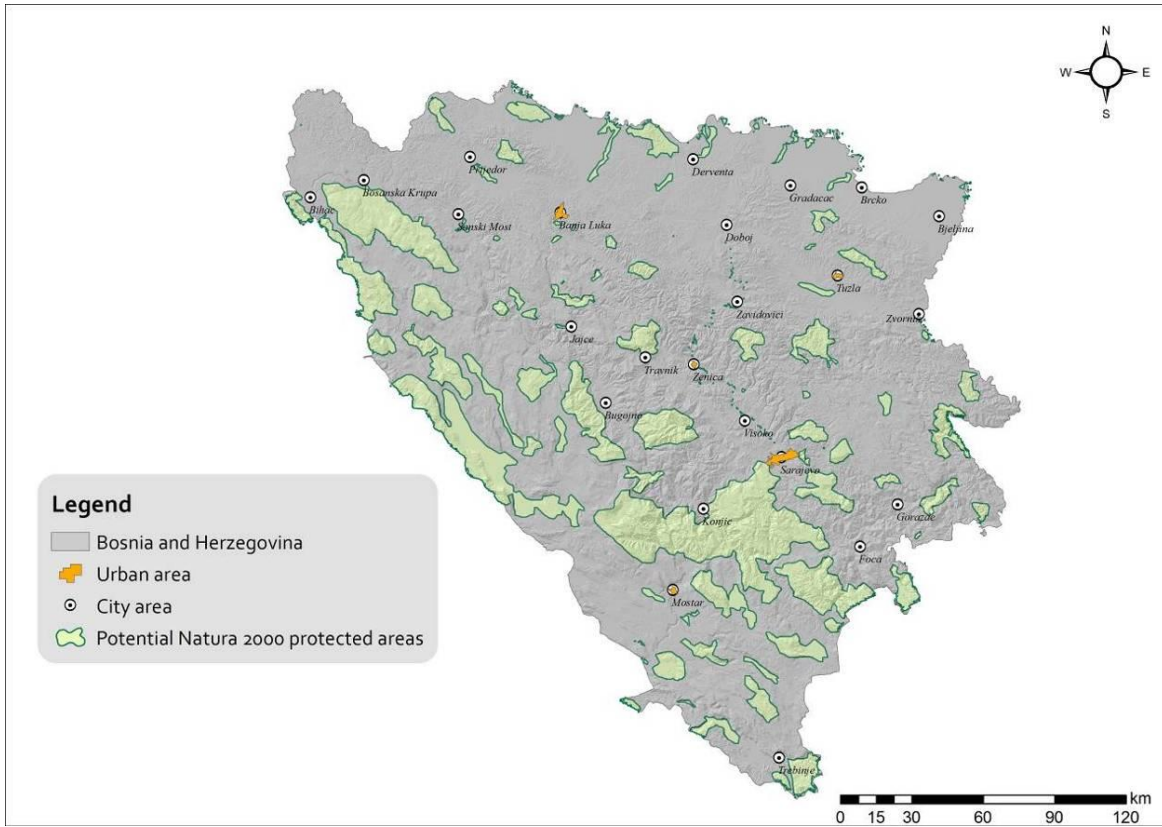 N
W E
S
Prijedor
Derventa
Bosanska Krupa
Gradacac
Brcko
Bihac
Sanski Most
Banja Luka
Bjeljina
Doboj
Tuzla
Zavidovici
Zvornik
Jajce
Travnik
Zenica
Bugojno
Visoko
Sarajevo
Konjic
Gorazde
Foca
Mostar
Trebinje
Legend
Bosnia and Herzegovina
Urban area
City area
Potential Natura 2000 protected areas
km
0 15 30 60 90 120